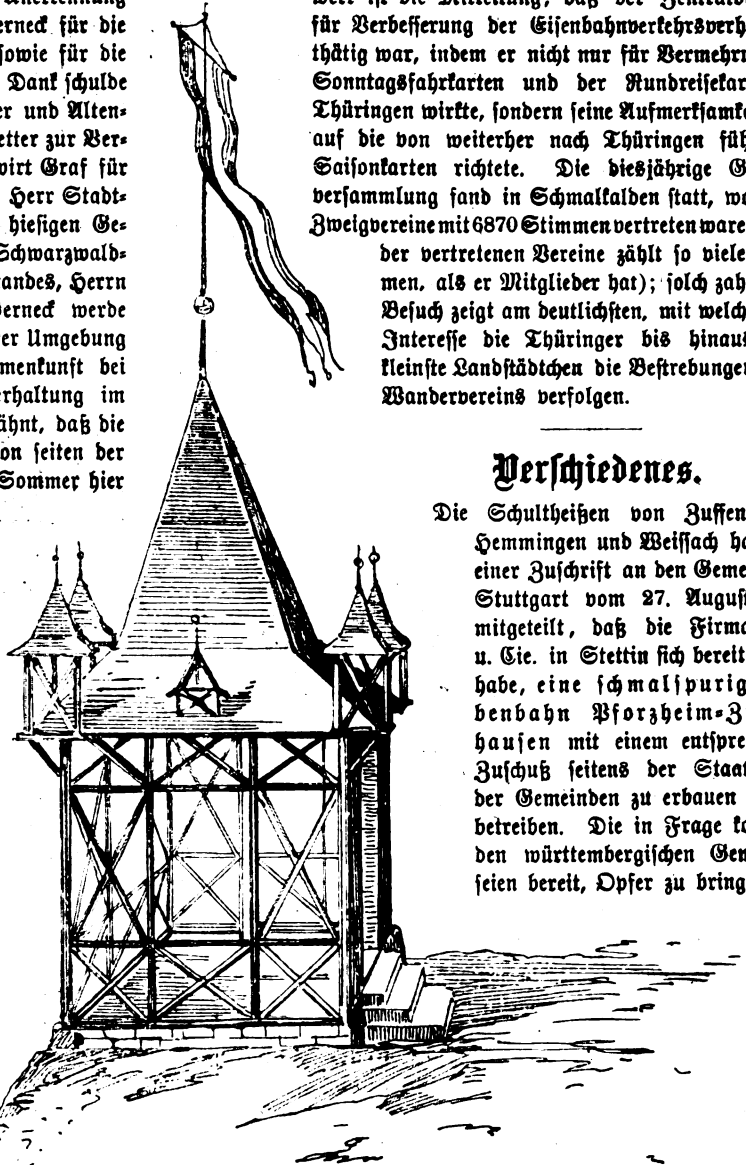 erneck für die
sowie für die
Dank schulde
er und Alten-
etter zur Ver-
wirt Graf für
Herr Stadt-
hiesigen Ge-
Schwarzwald-
andes, Herrn
erneck werde
er Umgebung
menkunft bei
rhaltung im
ähnt, daß die
on seiten der
Sommer hier
für Verbesserung der Eisenbahnverkehrsverh
thätig war, indem er nicht nur für Vermehru
Sonntagsfahrkarten und der Rundreisekar
Thüringen wirkte, sondern seine Aufmerksamke
auf die von weiterher nach Thüringen füh
Saisonkarten richtete. Die diesjährige G
versammlung fand in Schmalkalden statt, wo
Zweigvereine mit 6870 Stimmen vertreten ware
der vertretenen Vereine zählt so viele
men, als er Mitglieder hat); solch zah
Besuch zeigt am deutlichsten, mit welch
Interesse die Thüringer bis hinau
kleinste Landstädtchen die Bestrebunge
Wandervereins verfolgen.
Verschiedenes.
Die Schultheißen von Zuffen
Hemmingen und Weissach ha
einer Zuschrift an den Geme
Stuttgart vom 27. August
mitgeteilt, daß die Firma
u. Cie. in Stettin sich bereit
habe, eine schmalspurig
benbahn Pforzheim-Z
hausen mit einem entspre
Zuschuß seitens der Staat
der Gemeinden zu erbauen
betreiben. Die in Frage ko
den württembergischen Gem
seien bereit, Opfer zu bring